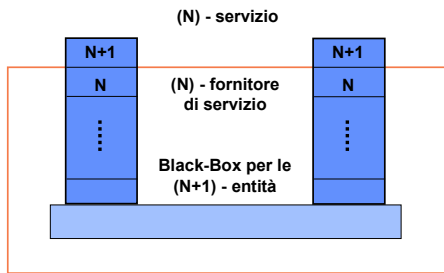 (N) - servizio
N+1
N+1
N
(N) - fornitore
di servizio
N
Black-Box per le
(N+1) - entità